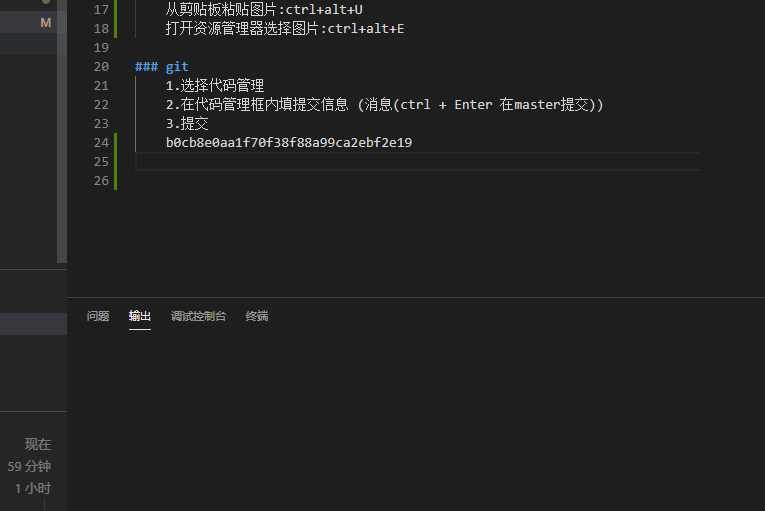 M
17 从剪贴板粘贴图片:ctrl+alt+U
18 打开资源管理器选择图片:ctrl+alt+E
19
20 ### git
21 1.选择代码管理
22 2.在代码管理框内填提交信息 (消息(ctrl + Enter 在master提交))
23 3.提交
24 b0cb8e0aa1f70f38f88a99ca2ebf2e19
25
26
问题 输出 调试控制台 终端
现在
59 分钟
1 小时